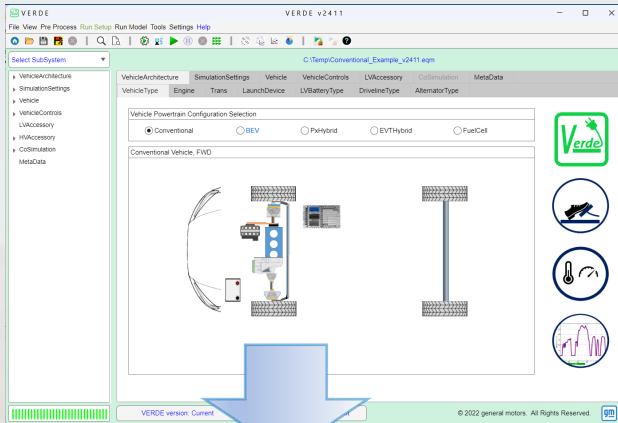 VERDE
VERDE v2411
File View Pre Process Run Setup Run Model Tools Settings Help
Select SubSystem
C:\Temp\Conventional_Example_v2411.eqm
VehicleArchitecture
SimulationSettings
Vehicle
VehicleControls
LVAccessory
HVAccessory
CoSimulation
MetaData
VehicleArchitecture SimulationSettings Vehicle VehicleControls LVAccessory CoSimulation MetaData
VehicleType Engine Trans LaunchDevice LVBatteryType DrivelineType AlternatorType
Vehicle Powertrain Configuration Selection
Conventional BEV PxHybrid EVTHybrid FuelCell
Conventional Vehicle, FWD
Verde
VERDE version: Current
© 2022 general motors. All Rights Reserved.
gm